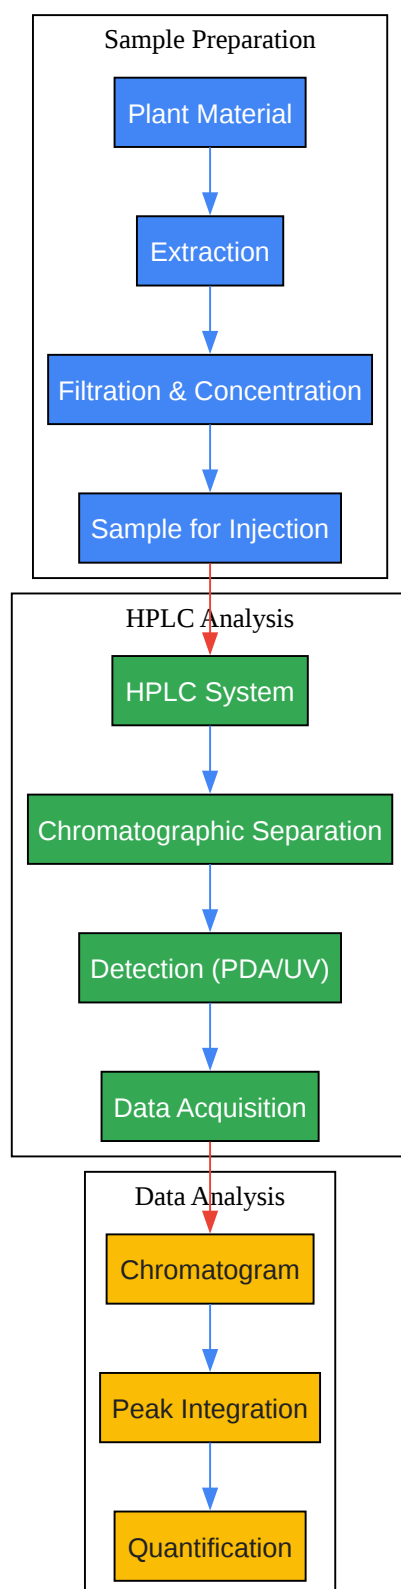 Sample Preparation
Plant Material
Extraction
Filtration & Concentration
Sample for Injection
HPLC Analysis
HPLC System
Chromatographic Separation
Detection (PDA/UV)
Data Acquisition
Data Analysis
Chromatogram
Peak Integration
Quantification